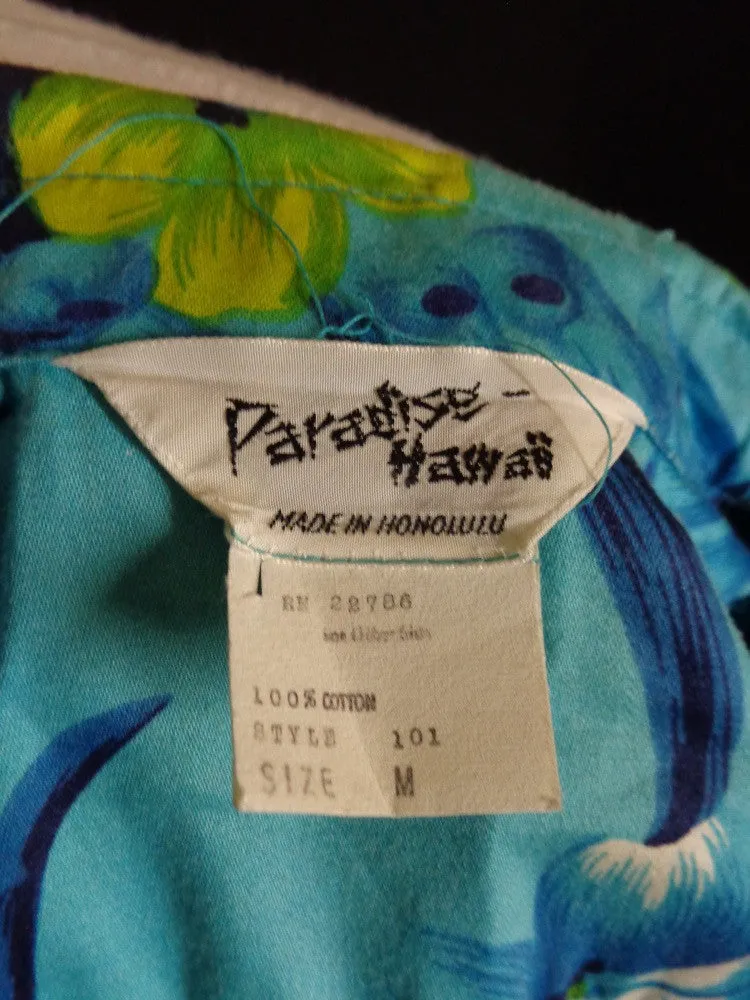 Paradise -
Hawaii
MADE IN HONOLULU
RN 22786
100% COTTON
STYLE 101
SIZE M